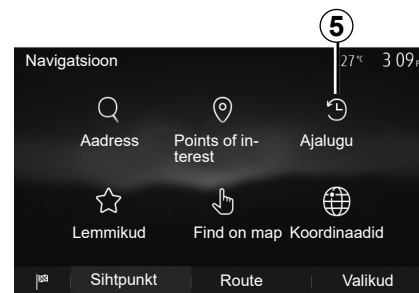 5
Navigatsioon 27°C 3 09
Aadress
Points of in-
terest
Ajalugu
Lemmikud Find on map Koordinaadid
Sihtpunkt Route Valikud